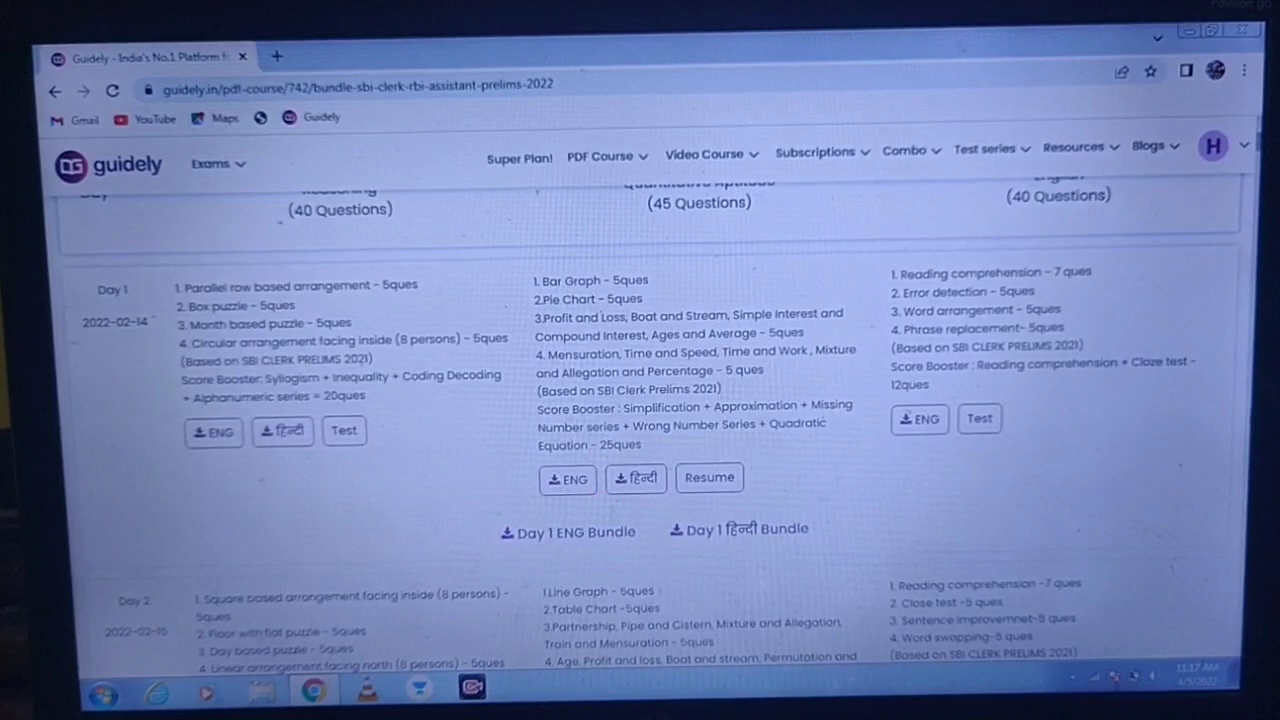 Pavilion
Guidely - India's No.1 Platform f
guidely.in/pdf-course/742/bundle-sbi-clerk-rbi-assistant-prelims-2022
Gmail YouTube Maps Guidely
guidely Exams Super Plan! PDF Course Video Course Subscriptions Combo Test series Resources Blogs H
Day Reasoning Quantitative Aptitude English
(40 Questions) (45 Questions) (40 Questions)
Day 1
2022-02-14
1. Parallel row based arrangement - 5ques
2. Box puzzle - 5ques
3. Month based puzzle - 5ques
4. Circular arrangement facing inside (8 persons) - 5ques
(Based on SBI CLERK PRELIMS 2021)
Score Booster: Syllogism + Inequality + Coding Decoding
+ Alphanumeric series = 20ques
ENG हिन्दी Test
1. Bar Graph - 5ques
2.Pie Chart - 5ques
3.Profit and Loss, Boat and Stream, Simple Interest and
Compound Interest, Ages and Average - 5ques
4. Mensuration, Time and Speed, Time and Work , Mixture
and Allegation and Percentage - 5 ques
(Based on SBI Clerk Prelims 2021)
Score Booster : Simplification + Approximation + Missing
Number series + Wrong Number Series + Quadratic
Equation - 25ques
ENG हिन्दी Resume
1. Reading comprehension - 7 ques
2. Error detection - 5ques
3. Word arrangement - 5ques
4. Phrase replacement- 5ques
(Based on SBI CLERK PRELIMS 2021)
Score Booster : Reading comprehension + Cloze test -
12ques
ENG Test
Day 1 ENG Bundle Day 1 हिन्दी Bundle
Day 2
2022-02-15
1. Square based arrangement facing inside (8 persons) -
5ques
2. Floor with flat puzzle - 5ques
3. Day based puzzle - 5ques
4. Linear arrangement facing north (8 persons) - 5ques
1.Line Graph - 5ques
2.Table Chart -5ques
3.Partnership, Pipe and Cistern, Mixture and Allegation,
Train and Mensuration - 5ques
4. Age, Profit and loss, Boat and stream, Permutation and
1. Reading comprehension -7 ques
2. Close test -5 ques
3. Sentence improvemnet-5 ques
4. Word swapping-5 ques
(Based on SBI CLERK PRELIMS 2021)
11:17 AM
4/5/2022